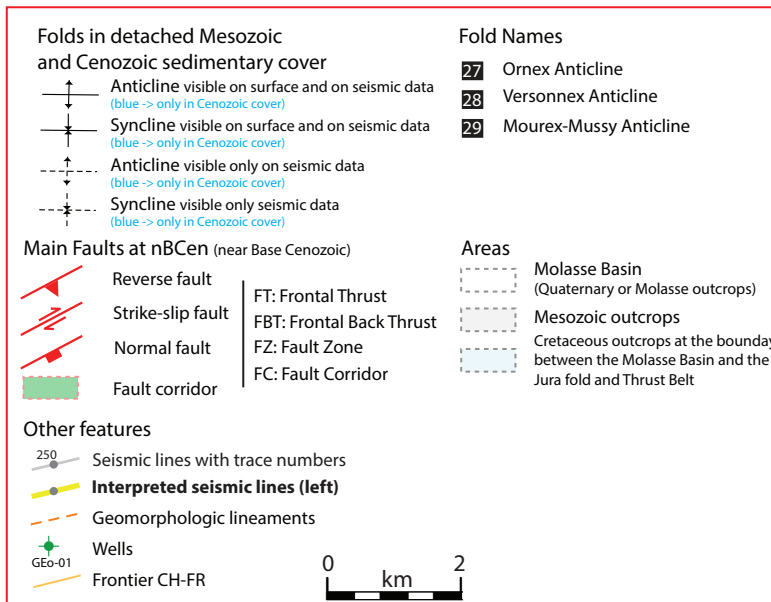 Folds in detached Mesozoic
and Cenozoic sedimentary cover
Anticline visible on surface and on seismic data
(blue -> only in Cenozoic cover)
Syncline visible on surface and on seismic data
(blue -> only in Cenozoic cover)
Anticline visible only on seismic data
(blue -> only in Cenozoic cover)
Syncline visible only seismic data
(blue -> only in Cenozoic cover)
Fold Names
27 Ornex Anticline
28 Versonnex Anticline
29 Mourex-Mussy Anticline
Main Faults at nBCen (near Base Cenozoic)
Reverse fault
Strike-slip fault
Normal fault
Fault corridor
FT: Frontal Thrust
FBT: Frontal Back Thrust
FZ: Fault Zone
FC: Fault Corridor
Areas
Molasse Basin
(Quaternary or Molasse outcrops)
Mesozoic outcrops
Cretaceous outcrops at the bounday
between the Molasse Basin and the
Jura fold and Thrust Belt
Other features
250 Seismic lines with trace numbers
Interpreted seismic lines (left)
Geomorphologic lineaments
Wells
GEo-01
Frontier CH-FR
0 2
km